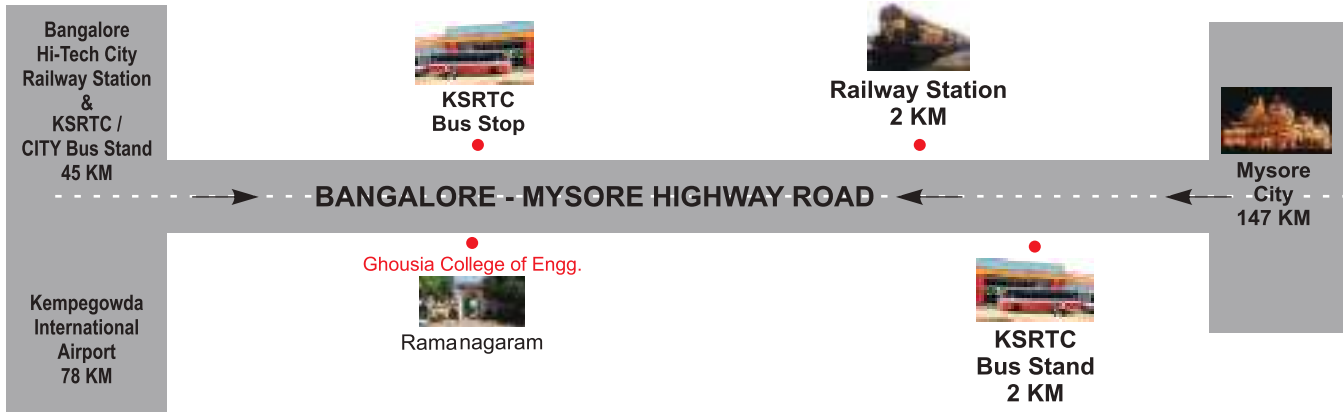 Bangalore
Hi-Tech City
Railway Station
&
KSRTC /
CITY Bus Stand
45 KM
Kempegowda
International
Airport
78 KM
KSRTC
Bus Stop
Railway Station
2 KM
BANGALORE - MYSORE HIGHWAY ROAD
Ghousia College of Engg.
Ramanagaram
KSRTC
Bus Stand
2 KM
Mysore
City
147 KM